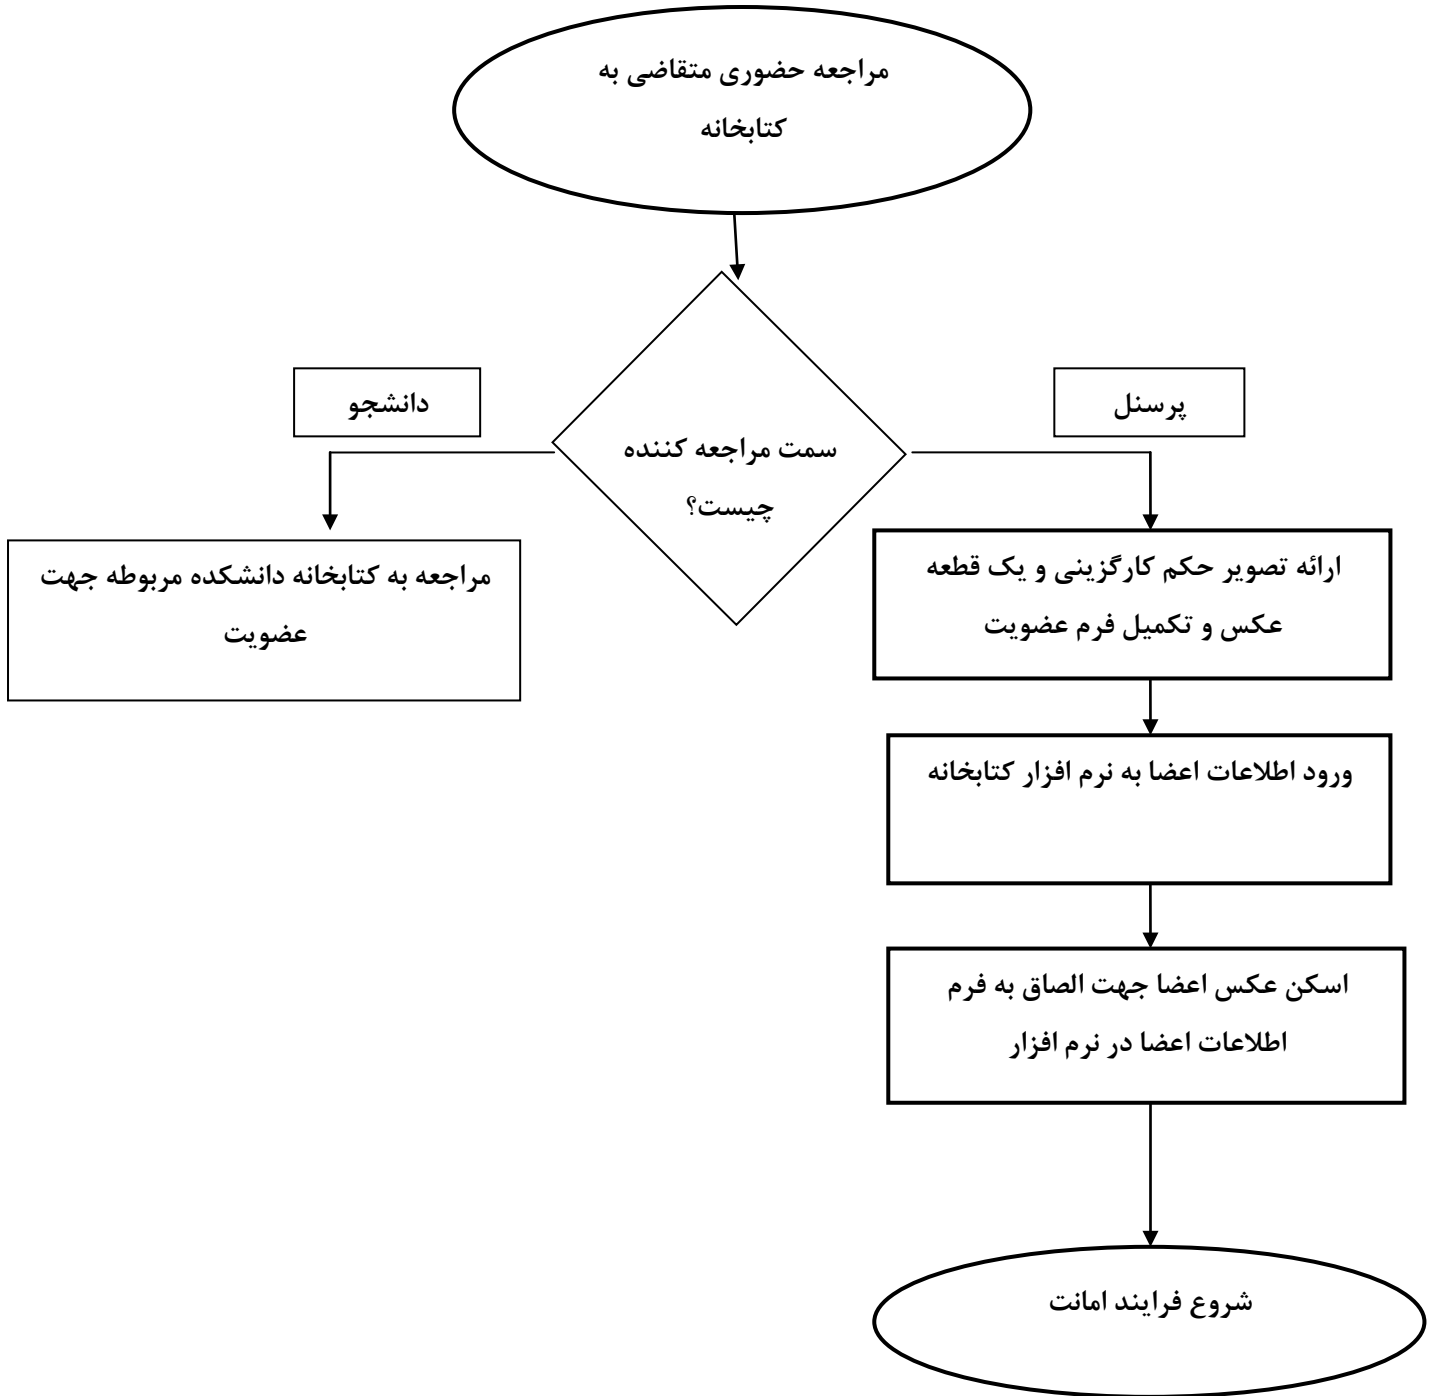 مراجعه حضوری متقاضی به
کتابخانه
پرسنل
دانشجو
سمت مراجعه کننده
چیست؟
ارائه تصویر حکم کارگزینی و یک قطعه
عکس و تکمیل فرم عضویت
مراجعه به کتابخانه دانشکده مربوطه جهت
عضویت
ورود اطلاعات اعضا به نرم افزار کتابخانه
اسکن عکس اعضا جهت الصاق به فرم
اطلاعات اعضا در نرم افزار
شروع فرایند امانت